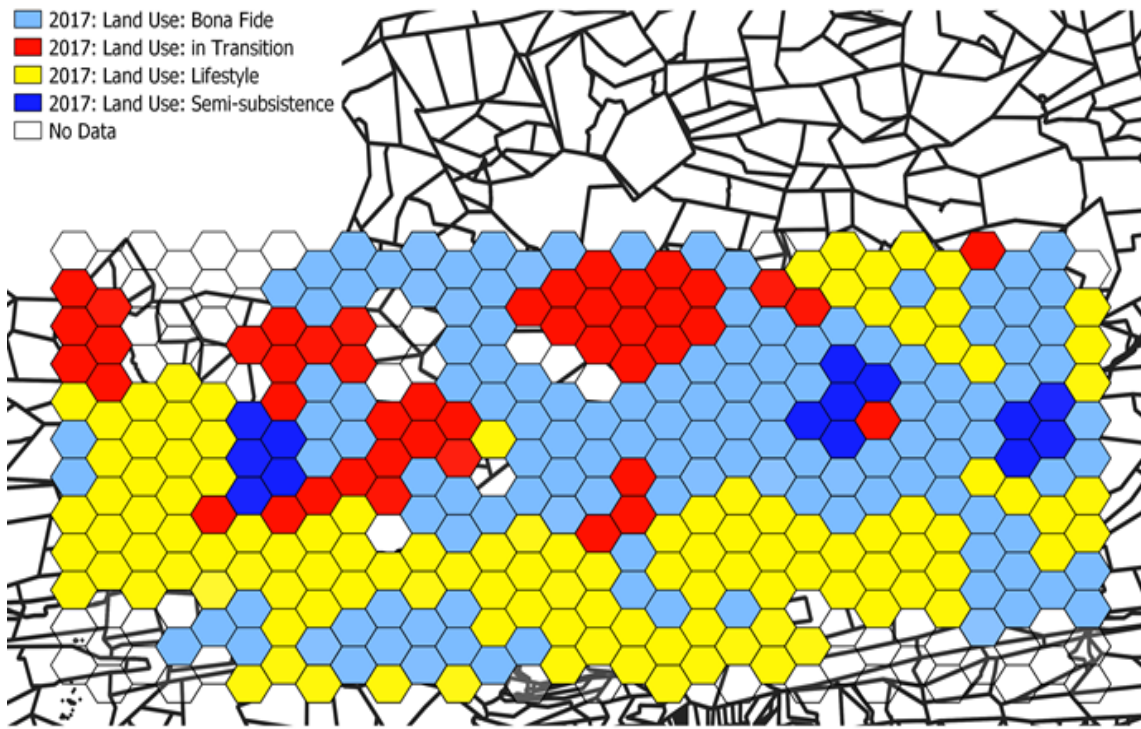 2017: Land Use: Bona Fide
2017: Land Use: in Transition
2017: Land Use: Lifestyle
2017: Land Use: Semi-subsistence
No Data